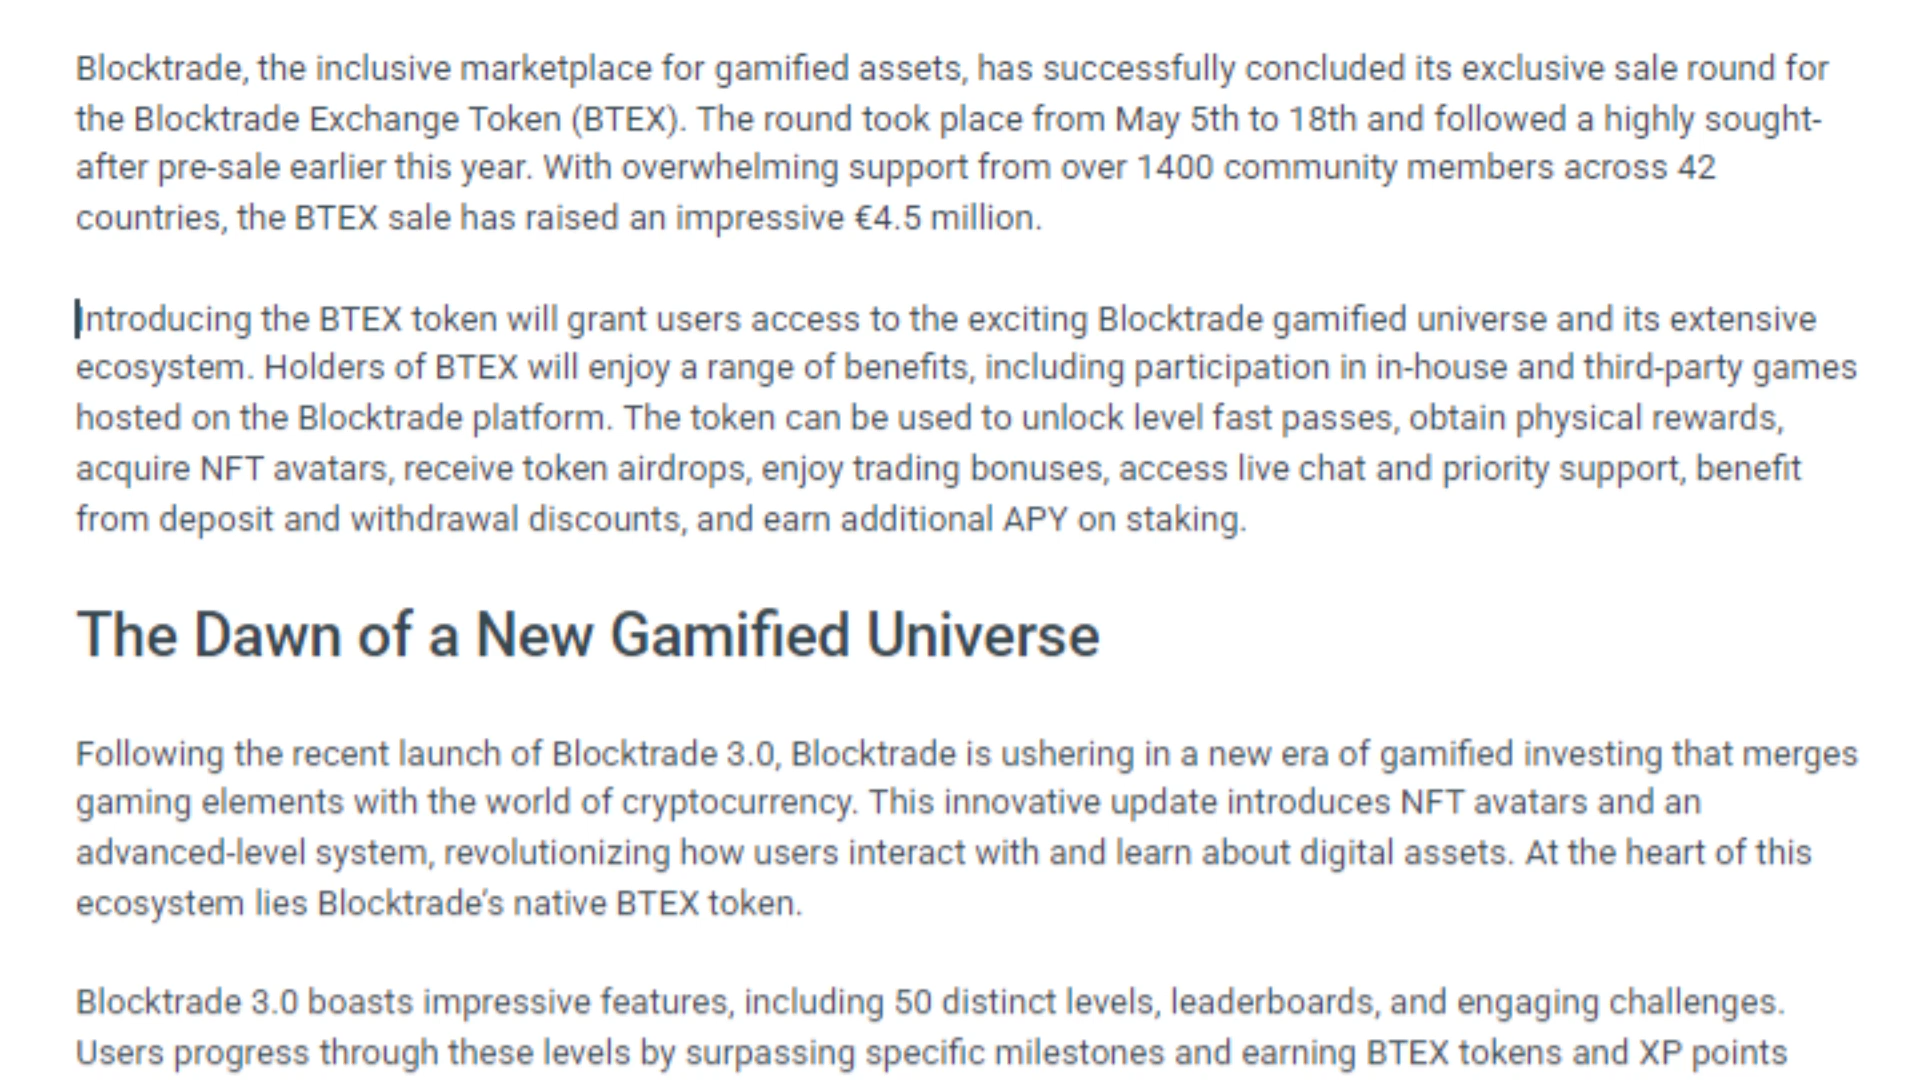 Blocktrade, the inclusive marketplace for gamified assets, has successfully concluded its exclusive sale round for
the Blocktrade Exchange Token (BTEX). The round took place from May 5th to 18th and followed a highly sought-
after pre-sale earlier this year. With overwhelming support from over 1400 community members across 42
countries, the BTEX sale has raised an impressive €4.5 million.
Introducing the BTEX token will grant users access to the exciting Blocktrade gamified universe and its extensive
ecosystem. Holders of BTEX will enjoy a range of benefits, including participation in in-house and third-party games
hosted on the Blocktrade platform. The token can be used to unlock level fast passes, obtain physical rewards,
acquire NFT avatars, receive token airdrops, enjoy trading bonuses, access live chat and priority support, benefit
from deposit and withdrawal discounts, and earn additional APY on staking.
The Dawn of a New Gamified Universe
Following the recent launch of Blocktrade 3.0, Blocktrade is ushering in a new era of gamified investing that merges
gaming elements with the world of cryptocurrency. This innovative update introduces NFT avatars and an
advanced-level system, revolutionizing how users interact with and learn about digital assets. At the heart of this
ecosystem lies Blocktrade’s native BTEX token.
Blocktrade 3.0 boasts impressive features, including 50 distinct levels, leaderboards, and engaging challenges.
Users progress through these levels by surpassing specific milestones and earning BTEX tokens and XP points